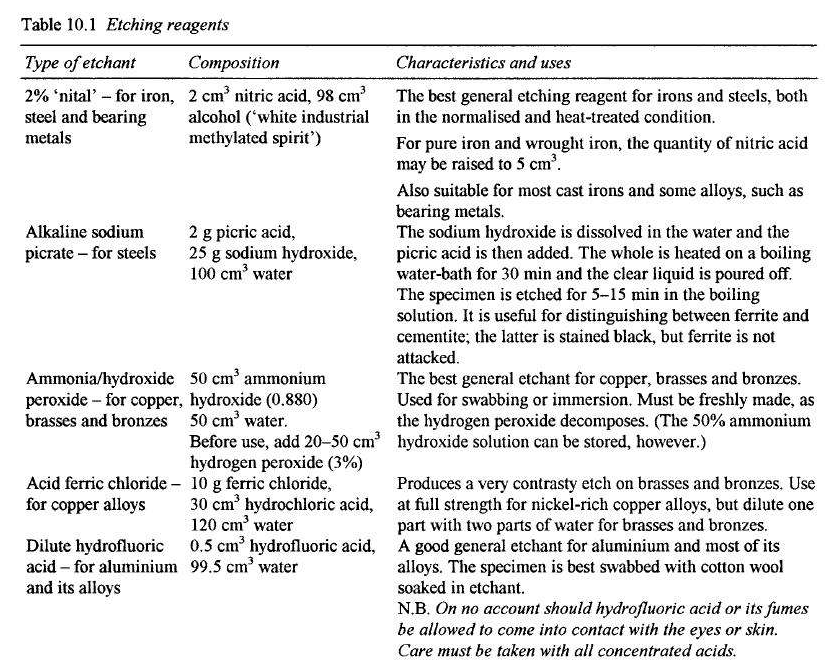 Table 10.1 Etching reagents
Type of etchant Composition Characteristics and uses
2% ‘nital’ – for iron, steel and bearing metals
2 cm³ nitric acid, 98 cm³
alcohol (‘white industrial
methylated spirit’)
The best general etching reagent for irons and steels, both
in the normalised and heat-treated condition.
For pure iron and wrought iron, the quantity of nitric acid
may be raised to 5 cm³.
Also suitable for most cast irons and some alloys, such as
bearing metals.
Alkaline sodium
picrate – for steels
2 g picric acid,
25 g sodium hydroxide,
100 cm³ water
The sodium hydroxide is dissolved in the water and the
picric acid is then added. The whole is heated on a boiling
water-bath for 30 min and the clear liquid is poured off.
The specimen is etched for 5–15 min in the boiling
solution. It is useful for distinguishing between ferrite and
cementite; the latter is stained black, but ferrite is not
attacked.
Ammonia/hydroxide
peroxide – for copper,
brasses and bronzes
50 cm³ ammonium
hydroxide (0.880)
50 cm³ water.
Before use, add 20–50 cm³
hydrogen peroxide (3%)
The best general etchant for copper, brasses and bronzes.
Used for swabbing or immersion. Must be freshly made, as
the hydrogen peroxide decomposes. (The 50% ammonium
hydroxide solution can be stored, however.)
Acid ferric chloride –
for copper alloys
10 g ferric chloride,
30 cm³ hydrochloric acid,
120 cm³ water
Produces a very contrasty etch on brasses and bronzes. Use
at full strength for nickel-rich copper alloys, but dilute one
part with two parts of water for brasses and bronzes.
Dilute hydrofluoric
acid – for aluminium
and its alloys
0.5 cm³ hydrofluoric acid,
99.5 cm³ water
A good general etchant for aluminium and most of its
alloys. The specimen is best swabbed with cotton wool
soaked in etchant.
N.B. On no account should hydrofluoric acid or its fumes
be allowed to come into contact with the eyes or skin.
Care must be taken with all concentrated acids.